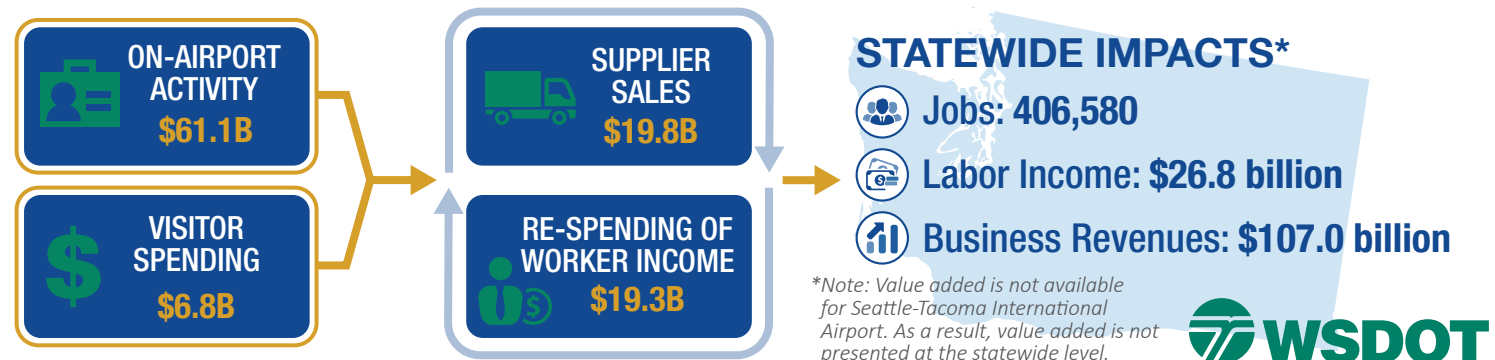 ON-AIRPORT
ACTIVITY
$61.1B
VISITOR
SPENDING
$6.8B
SUPPLIER
SALES
$19.8B
RE-SPENDING OF
WORKER INCOME
$19.3B
STATEWIDE IMPACTS*
Jobs: 406,580
Labor Income: $26.8 billion
Business Revenues: $107.0 billion
*Note: Value added is not available
for Seattle-Tacoma International
Airport. As a result, value added is not
presented at the statewide level.
WSDOT